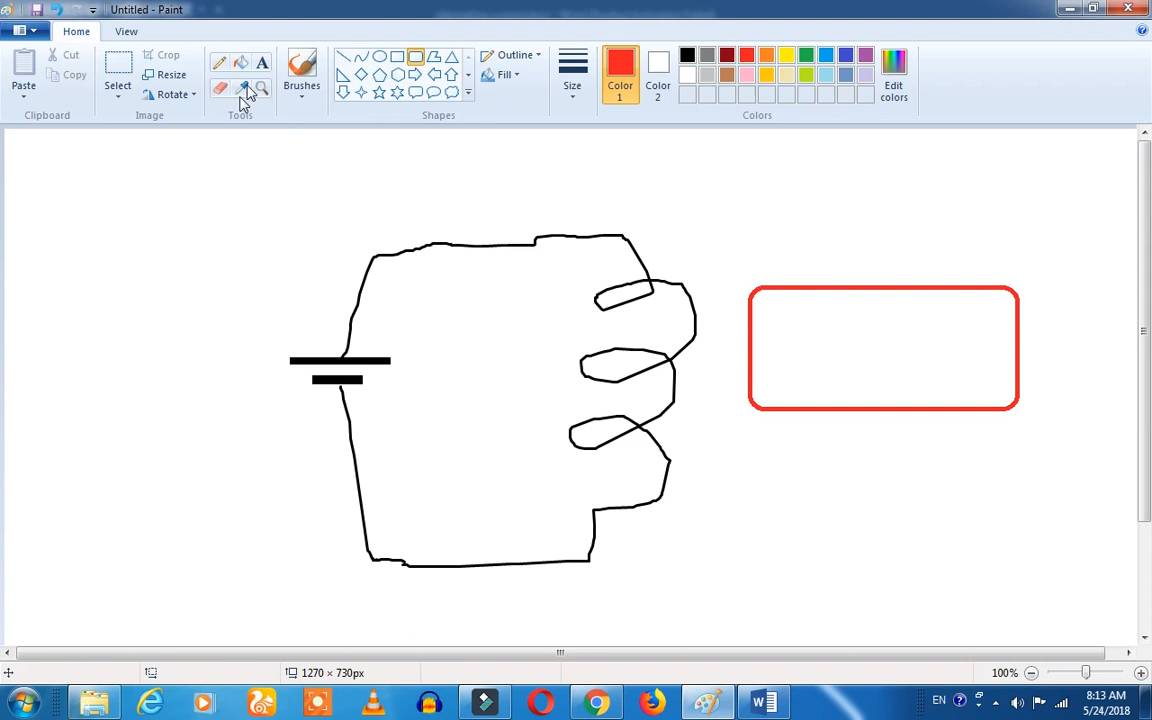 Untitled - Paint
Home
View
Paste
Cut
Copy
Clipboard
Select
Crop
Resize
Rotate
Image
A
Tools
Brushes
Shapes
Outline
Fill
Size
Color 1
Color 2
Edit colors
Colors
1270 × 730px
100%
EN
8:13 AM
5/24/2018